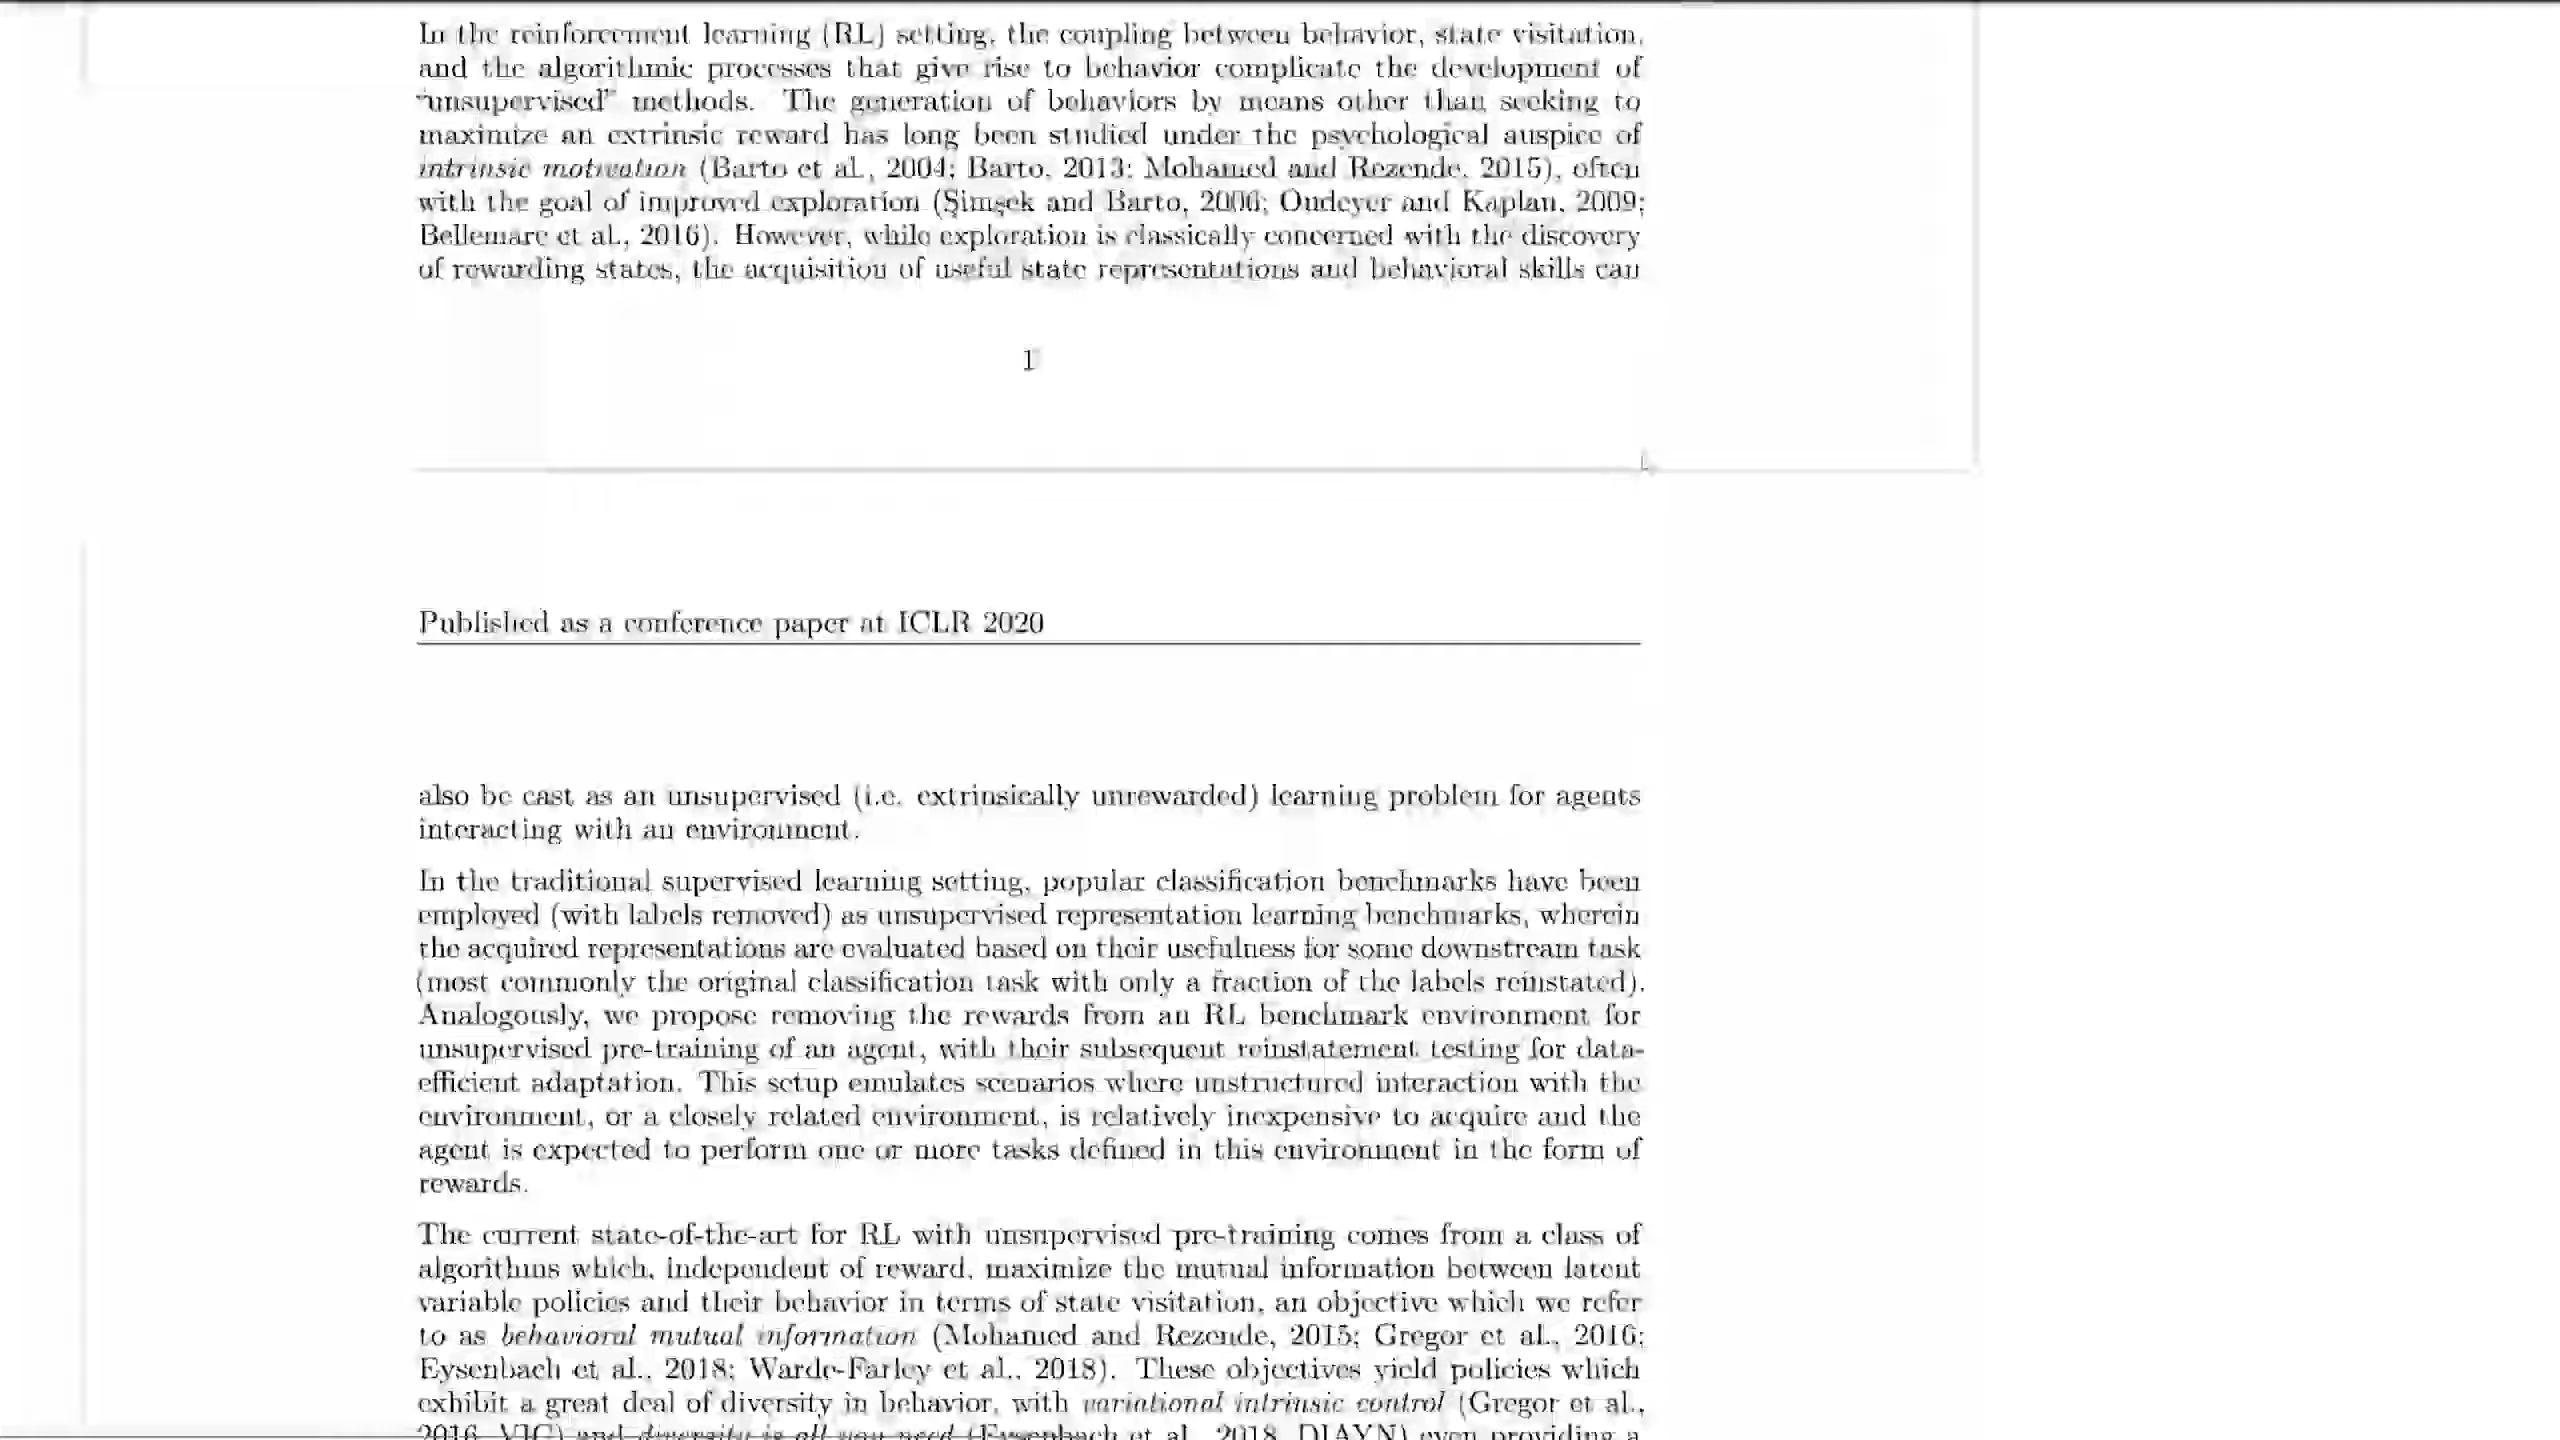 In the reinforcement learning (RL) setting, the coupling between behavior, state visitation,
and the algorithmic processes that give rise to behavior complicate the development of
"unsupervised" methods. The generation of behaviors by means other than seeking to
maximize an extrinsic reward has long been studied under the psychological auspice of
intrinsic motivation (Barto et al., 2004; Barto, 2013; Mohamed and Rezende, 2015), often
with the goal of improved exploration (Şimşek and Barto, 2006; Oudeyer and Kaplan, 2009;
Bellemare et al., 2016). However, while exploration is classically concerned with the discovery
of rewarding states, the acquisition of useful state representations and behavioral skills can
1
Published as a conference paper at ICLR 2020
also be cast as an unsupervised (i.e. extrinsically unrewarded) learning problem for agents
interacting with an environment.
In the traditional supervised learning setting, popular classification benchmarks have been
employed (with labels removed) as unsupervised representation learning benchmarks, wherein
the acquired representations are evaluated based on their usefulness for some downstream task
(most commonly the original classification task with only a fraction of the labels reinstated).
Analogously, we propose removing the rewards from an RL benchmark environment for
unsupervised pre-training of an agent, with their subsequent reinstatement testing for data-
efficient adaptation. This setup emulates scenarios where unstructured interaction with the
environment, or a closely related environment, is relatively inexpensive to acquire and the
agent is expected to perform one or more tasks defined in this environment in the form of
rewards.
The current state-of-the-art for RL with unsupervised pre-training comes from a class of
algorithms which, independent of reward, maximize the mutual information between latent
variable policies and their behavior in terms of state visitation, an objective which we refer
to as behavioral mutual information (Mohamed and Rezende, 2015; Gregor et al., 2016;
Eysenbach et al., 2018; Warde-Farley et al., 2018). These objectives yield policies which
exhibit a great deal of diversity in behavior, with variational intrinsic control (Gregor et al.,
2016, VIC) and diversity is all you need (Eysenbach et al., 2018, DIAYN) even providing a